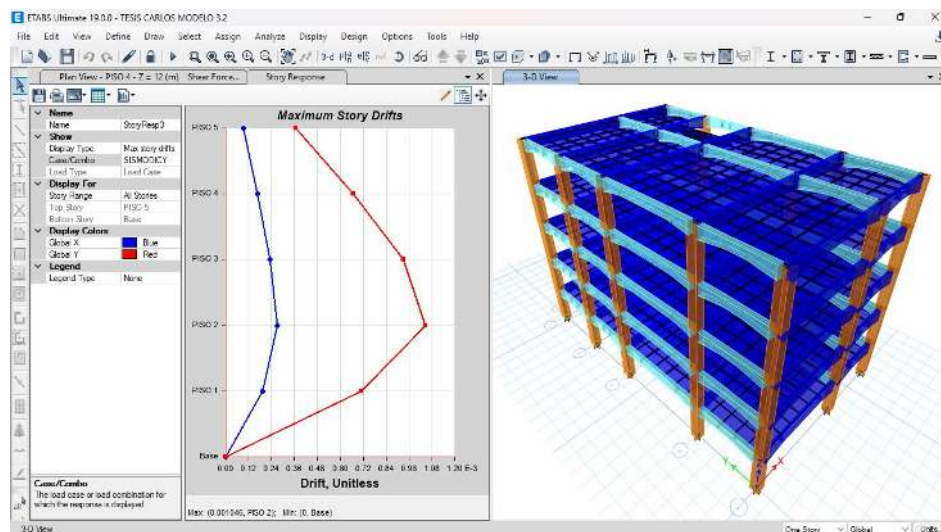 ETABS Ultimate 19.0.0 - TESIS CARLOS MODELO 3.2
File Edit View Define Draw Select Assign Analyze Display Design Options Tools Help
Plan View - PISO 4 - Z = 12 (m) Shear Force... Story Response
3-D View
Name
Name StoryResp3
Show
Display Type Max story drifts
Case/Combo SISMODICY
Load Type Load Case
Display For
Story Range All Stories
Top Story PISO 5
Bottom Story Base
Display Colors
Global X Blue
Global Y Red
Legend
Legend Type None
Maximum Story Drifts
PISO 5
PISO 4
PISO 3
PISO 2
PISO 1
Base
0.00 0.12 0.24 0.36 0.48 0.60 0.72 0.84 0.96 1.08 1.20 E-3
Drift, Unitless
Case/Combo
The load case or load combination for
which the response is displayed
Max: (0.001046, PISO 2); Min: (0, Base)
Y X
3-D View
One Story Global Units...